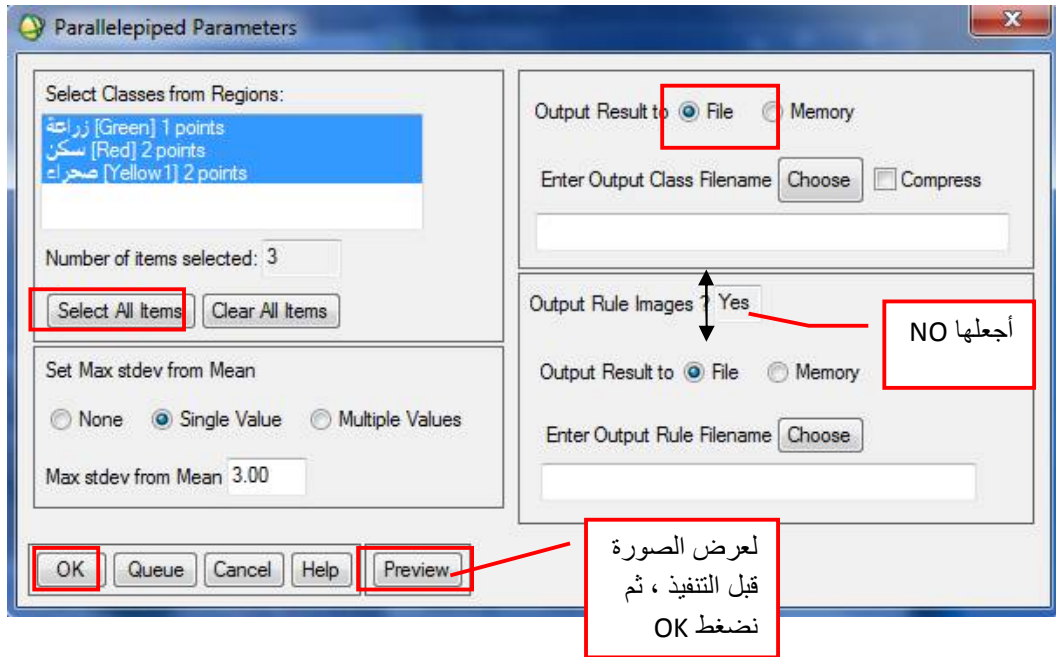 Parallelepiped Parameters
Select Classes from Regions:
زراعة [Green] 1 points
سكن [Red] 2 points
صحراء [Yellow1] 2 points
Number of items selected: 3
Select All Items Clear All Items
Set Max stdev from Mean
None Single Value Multiple Values
Max stdev from Mean 3.00
OK Queue Cancel Help Preview
Output Result to File Memory
Enter Output Class Filename Choose Compress
Output Rule Images ? Yes
أجعلها NO
Output Result to File Memory
Enter Output Rule Filename Choose
لعرض الصورة
قبل التنفيذ ، ثم
نضغط OK